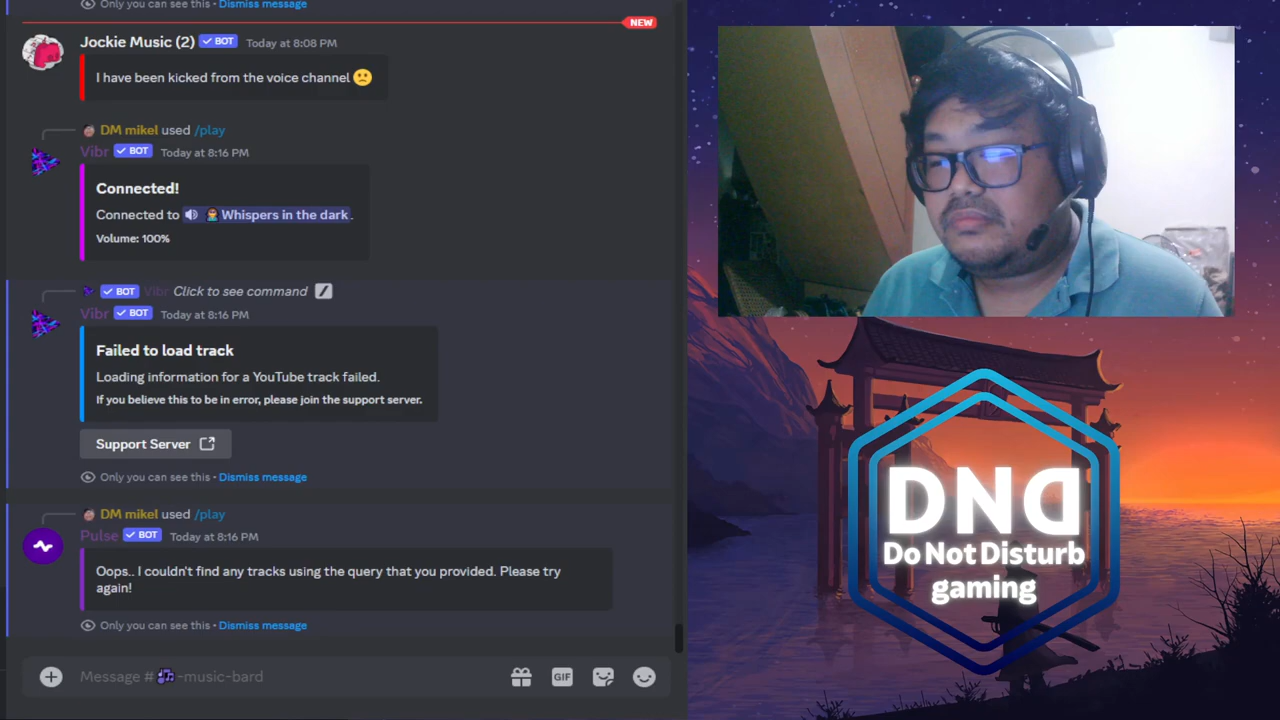 Only you can see this • Dismiss message
NEW
Jockie Music (2) BOT Today at 8:08 PM
I have been kicked from the voice channel 🙁
DM mikel used /play
Vibr BOT Today at 8:16 PM
Connected!
Connected to Whispers in the dark.
Volume: 100%
BOT Vibr Click to see command
Vibr BOT Today at 8:16 PM
Failed to load track
Loading information for a YouTube track failed.
If you believe this to be in error, please join the support server.
Support Server
Only you can see this • Dismiss message
DM mikel used /play
Pulse BOT Today at 8:16 PM
Oops.. I couldn't find any tracks using the query that you provided. Please try
again!
Only you can see this • Dismiss message
Message # 🎶-music-bard
GIF
DND
Do Not Disturb
gaming